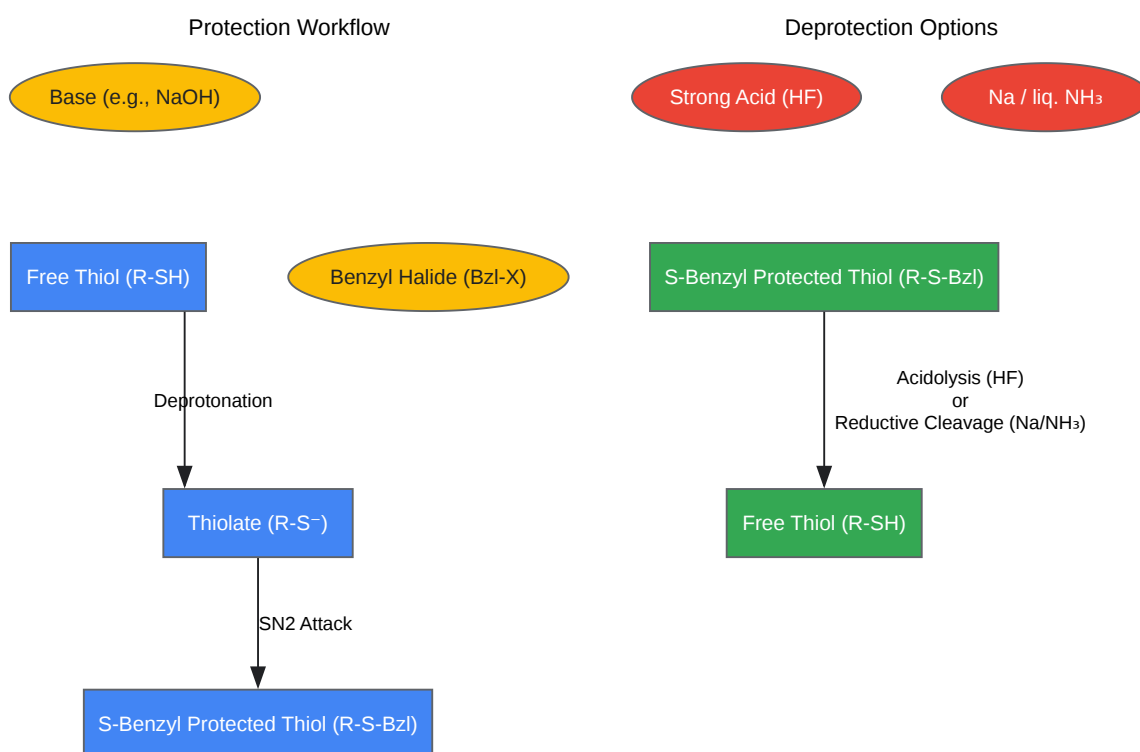 Protection Workflow
Base (e.g., NaOH)
Free Thiol (R-SH)
Benzyl Halide (Bzl-X)
Deprotonation
Thiolate (R-S⁻)
SN2 Attack
S-Benzyl Protected Thiol (R-S-Bzl)
Deprotection Options
Strong Acid (HF)
Na / liq. NH₃
S-Benzyl Protected Thiol (R-S-Bzl)
Acidolysis (HF)
or
Reductive Cleavage (Na/NH₃)
Free Thiol (R-SH)